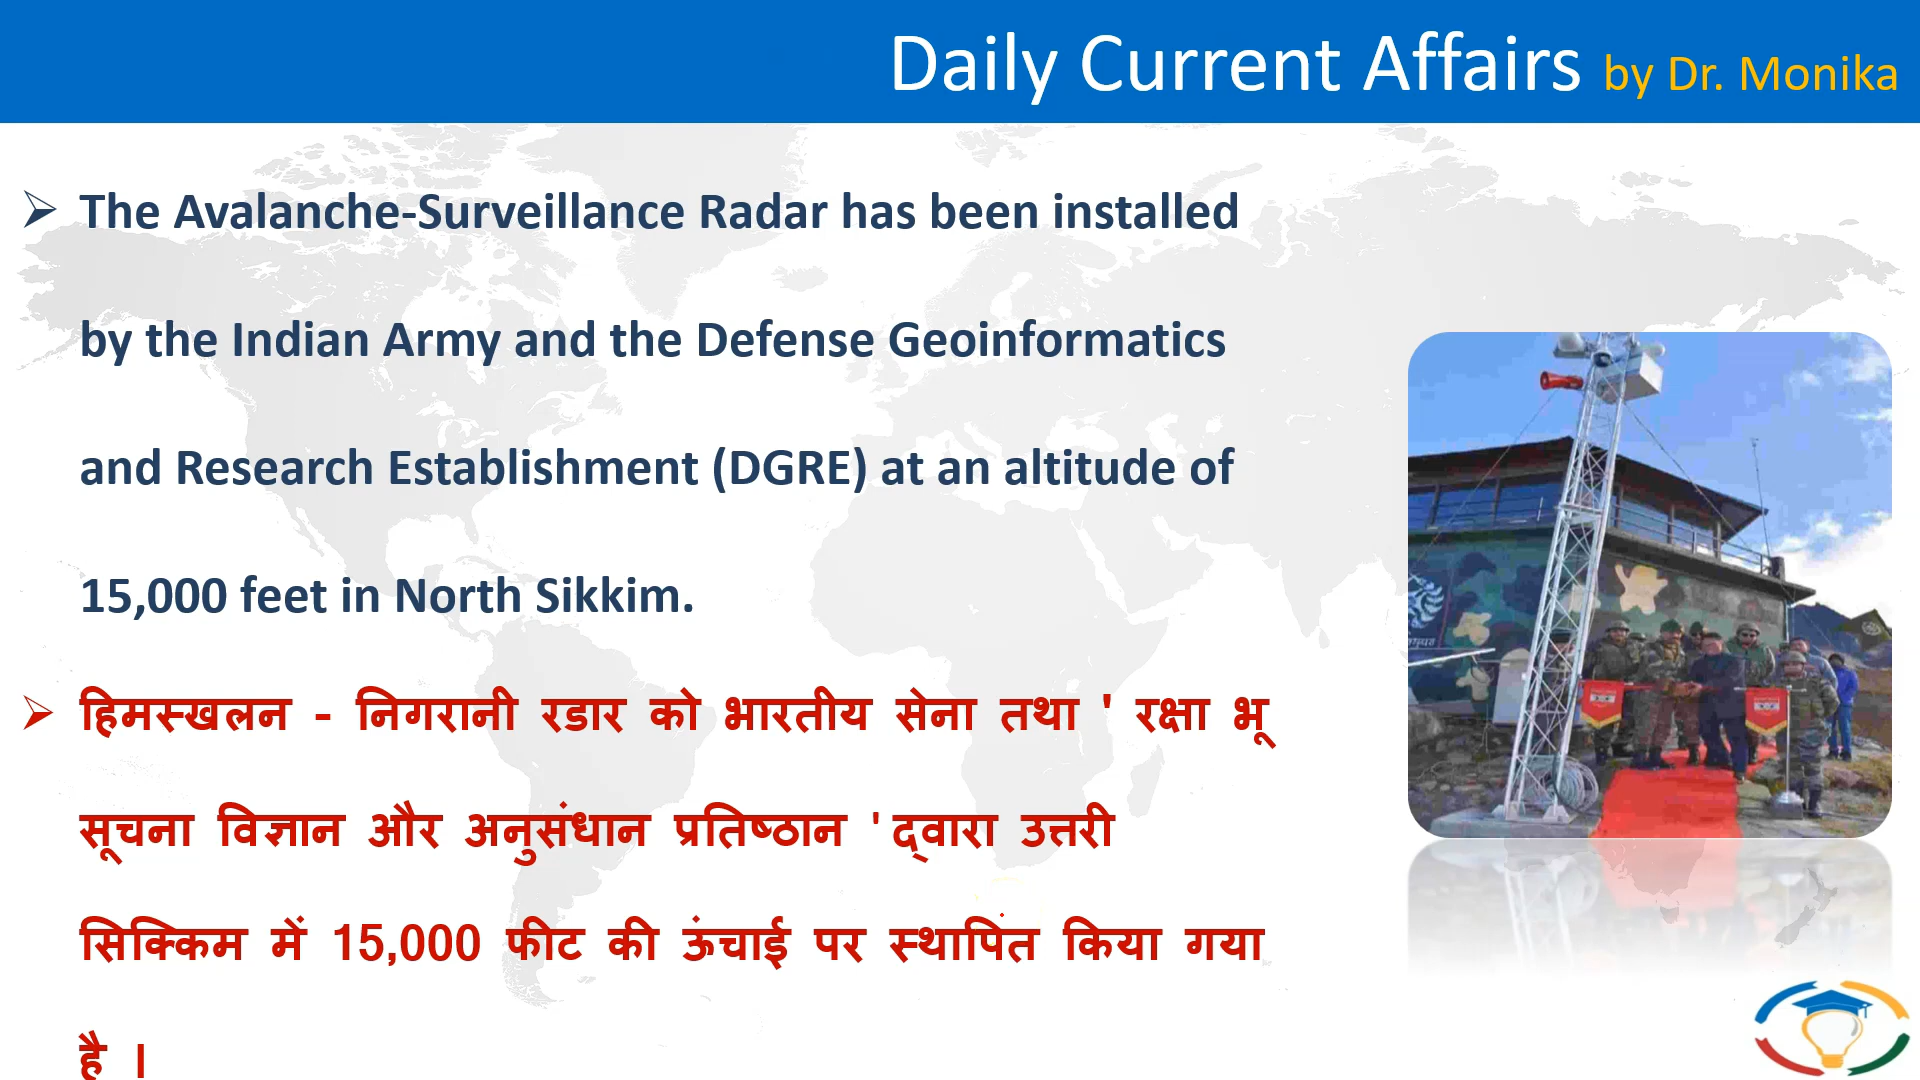 Daily Current Affairs by Dr. Monika
➢ The Avalanche-Surveillance Radar has been installed
by the Indian Army and the Defense Geoinformatics
and Research Establishment (DGRE) at an altitude of
15,000 feet in North Sikkim.
➢ हिमस्खलन - निगरानी रडार को भारतीय सेना तथा ' रक्षा भू
सूचना विज्ञान और अनुसंधान प्रतिष्ठान ' द्वारा उत्तरी
सिक्किम में 15,000 फीट की ऊंचाई पर स्थापित किया गया
है ।